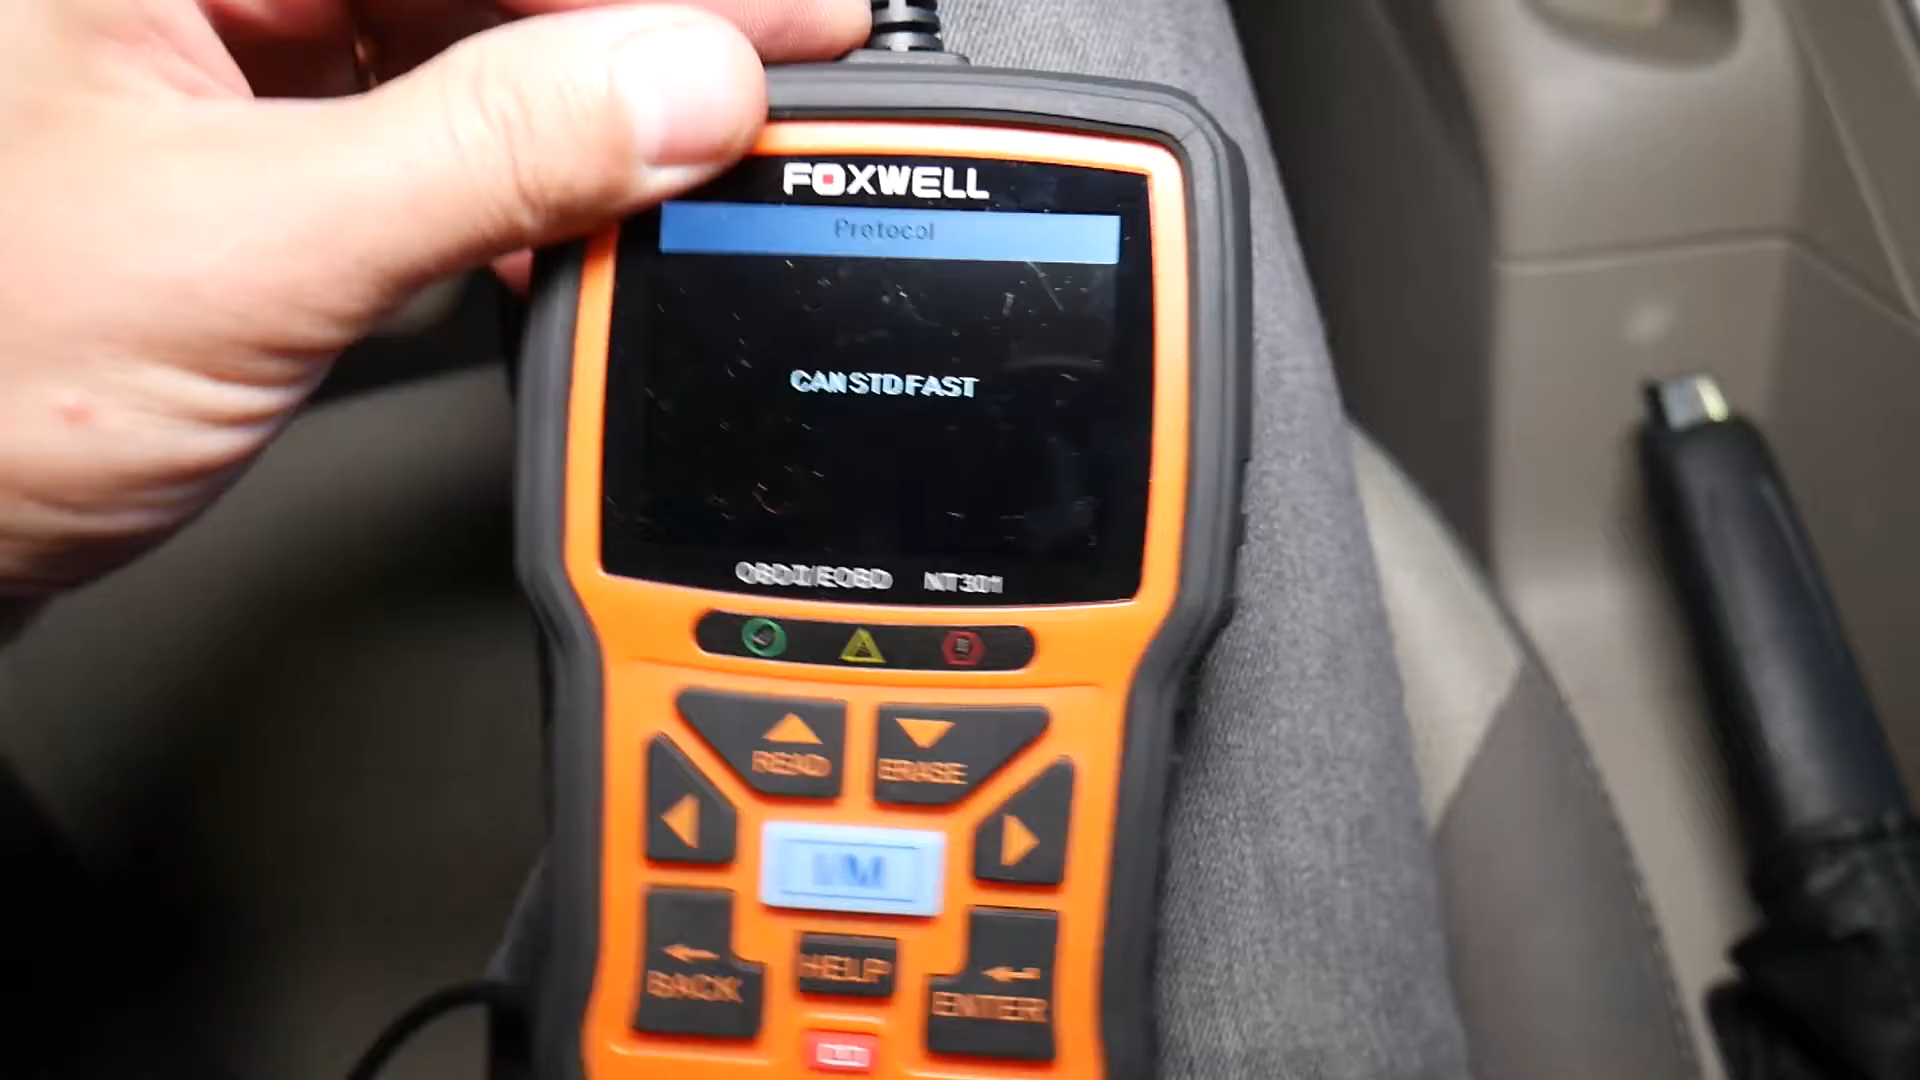 FOXWELL
Protocol
CAN STD FAST
OBDII/EOBD NT301
READ
ERASE
I/M
BACK
HELP
ENTER